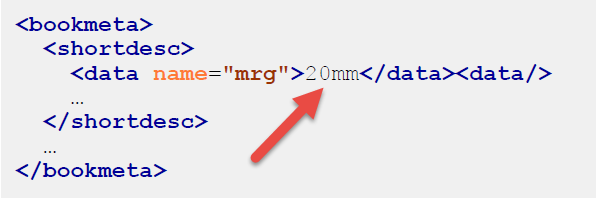 <bookmeta>
<shortdesc>
<data name="mrg">20mm</data><data/>
…
</shortdesc>
…
</bookmeta>